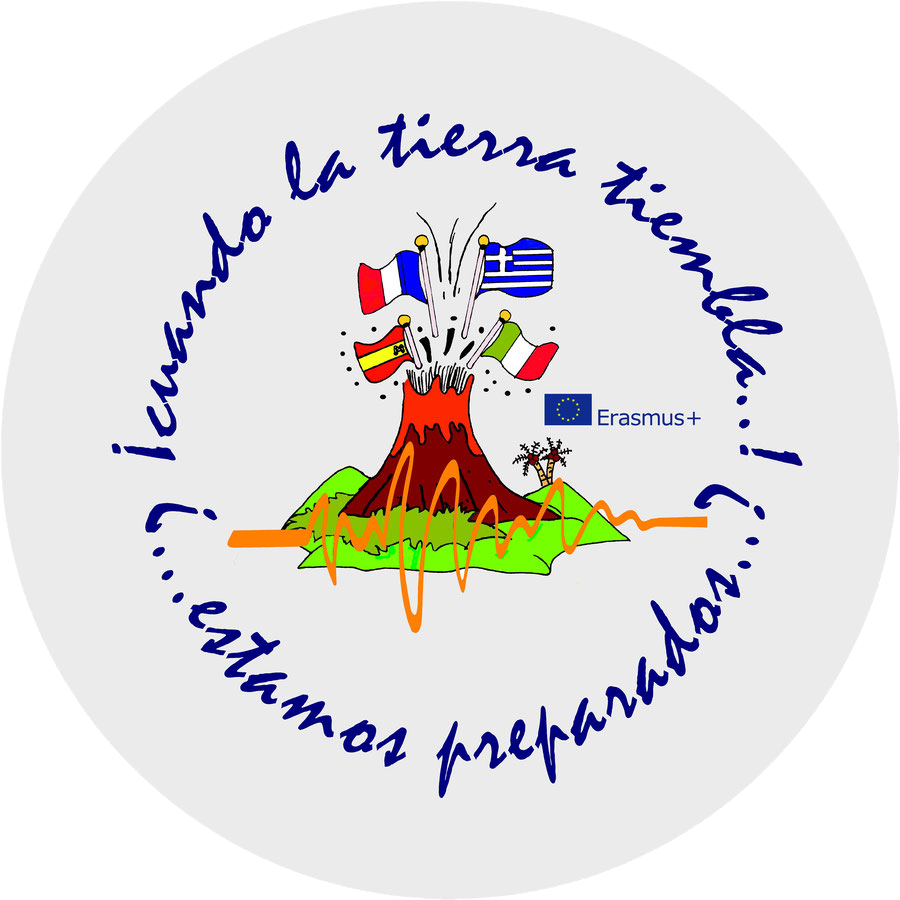 ¡cuando la tierra tiembla..!
¿...estamos preparados...?
Erasmus+